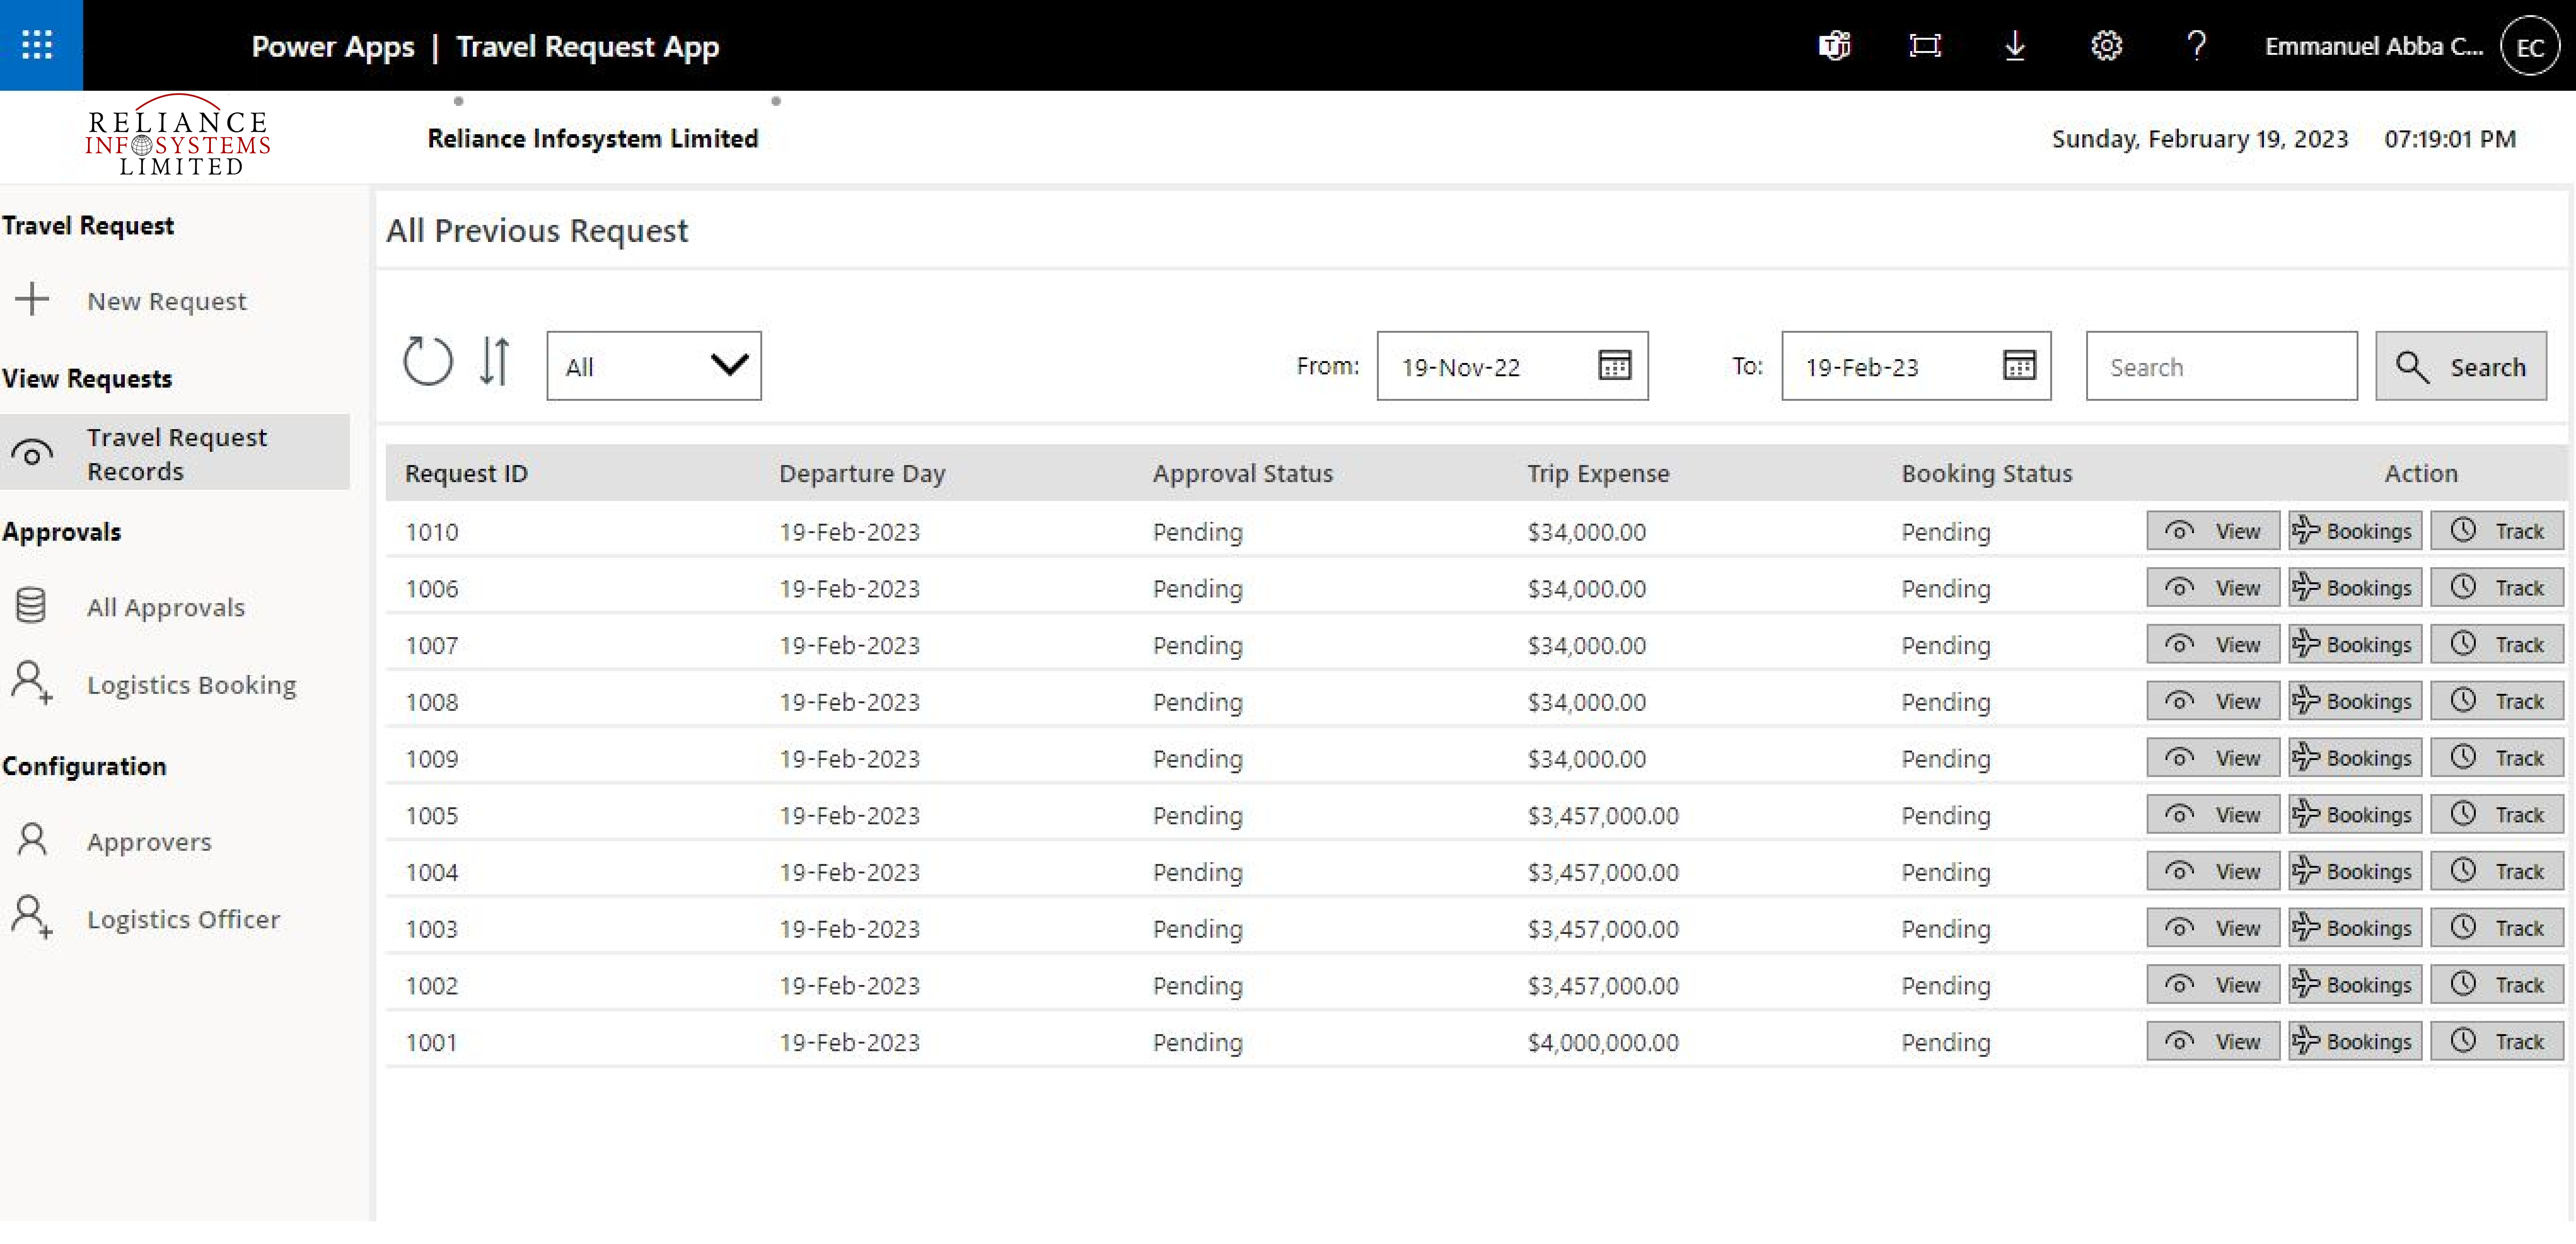 Power Apps | Travel Request App
Emmanuel Abba C... EC
RELIANCE
INFOSYSTEMS
LIMITED
Reliance Infosystem Limited
Sunday, February 19, 2023 07:19:01 PM
Travel Request
New Request
View Requests
Travel Request
Records
Approvals
All Approvals
Logistics Booking
Configuration
Approvers
Logistics Officer
All Previous Request
All From: 19-Nov-22 To: 19-Feb-23 Search Search
Request ID Departure Day Approval Status Trip Expense Booking Status Action
1010 19-Feb-2023 Pending $34,000.00 Pending View Bookings Track
1006 19-Feb-2023 Pending $34,000.00 Pending View Bookings Track
1007 19-Feb-2023 Pending $34,000.00 Pending View Bookings Track
1008 19-Feb-2023 Pending $34,000.00 Pending View Bookings Track
1009 19-Feb-2023 Pending $34,000.00 Pending View Bookings Track
1005 19-Feb-2023 Pending $3,457,000.00 Pending View Bookings Track
1004 19-Feb-2023 Pending $3,457,000.00 Pending View Bookings Track
1003 19-Feb-2023 Pending $3,457,000.00 Pending View Bookings Track
1002 19-Feb-2023 Pending $3,457,000.00 Pending View Bookings Track
1001 19-Feb-2023 Pending $4,000,000.00 Pending View Bookings Track